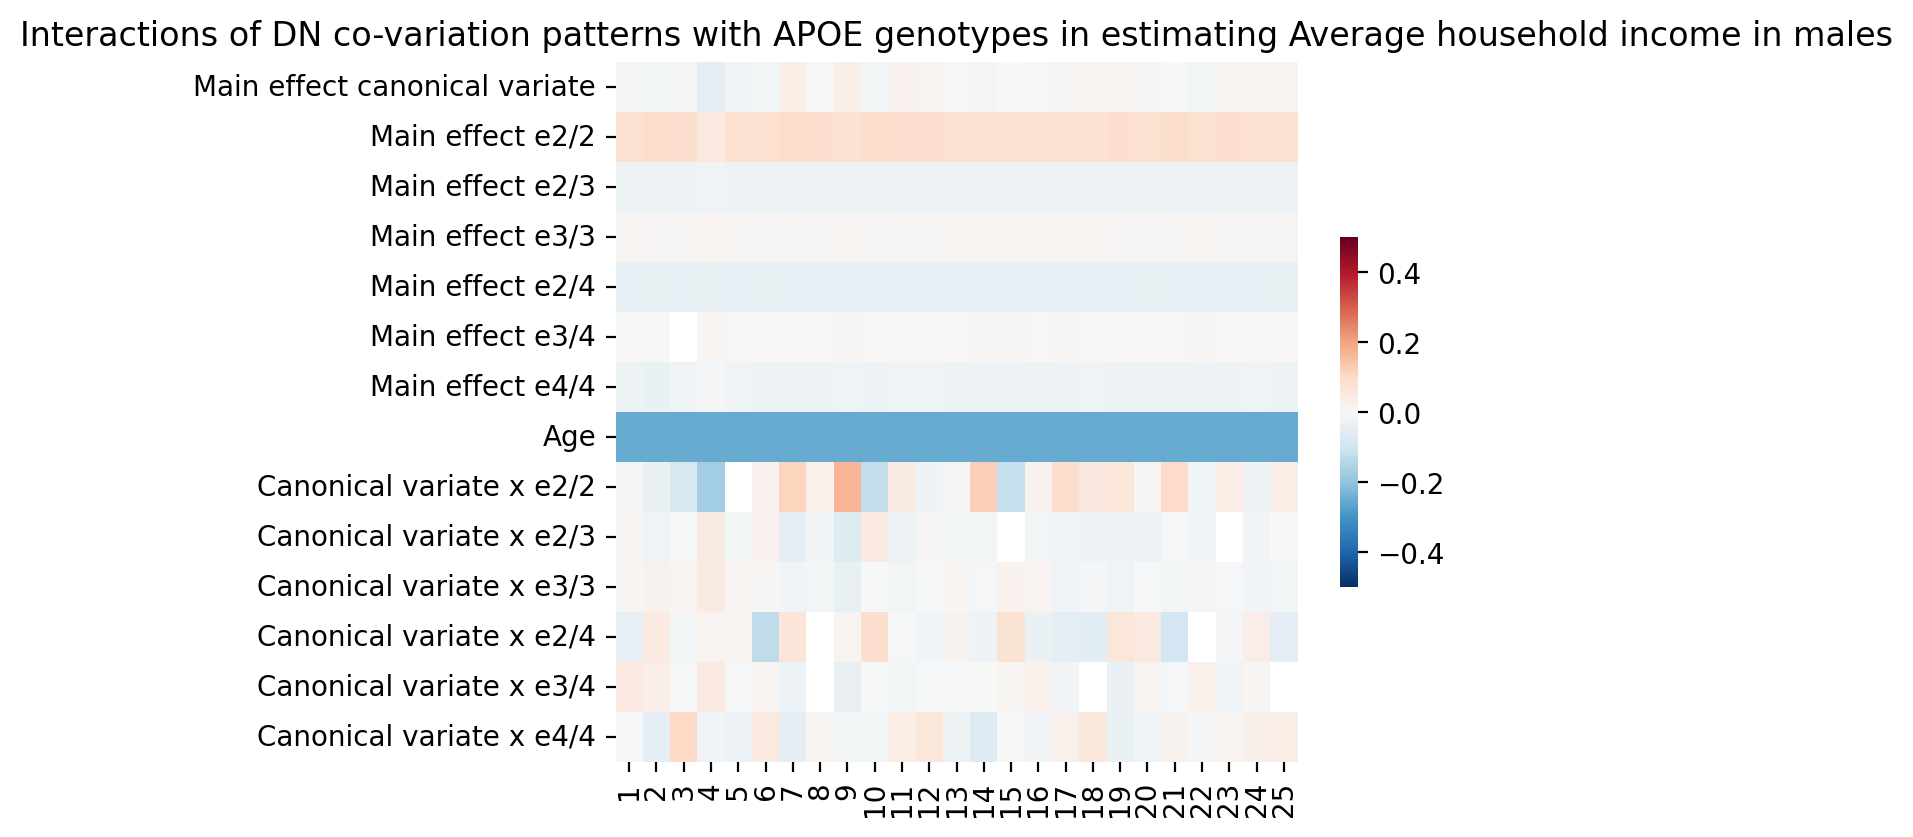 Interactions of DN co-variation patterns with APOE genotypes in estimating Average household income in males
Main effect canonical variate
Main effect e2/2
Main effect e2/3
Main effect e3/3
Main effect e2/4
Main effect e3/4
Main effect e4/4
Age
Canonical variate x e2/2
Canonical variate x e2/3
Canonical variate x e3/3
Canonical variate x e2/4
Canonical variate x e3/4
Canonical variate x e4/4
0.4
0.2
0.0
−0.2
−0.4
1 2 3 4 5 6 7 8 9 10 11 12 13 14 15 16 17 18 19 20 21 22 23 24 25